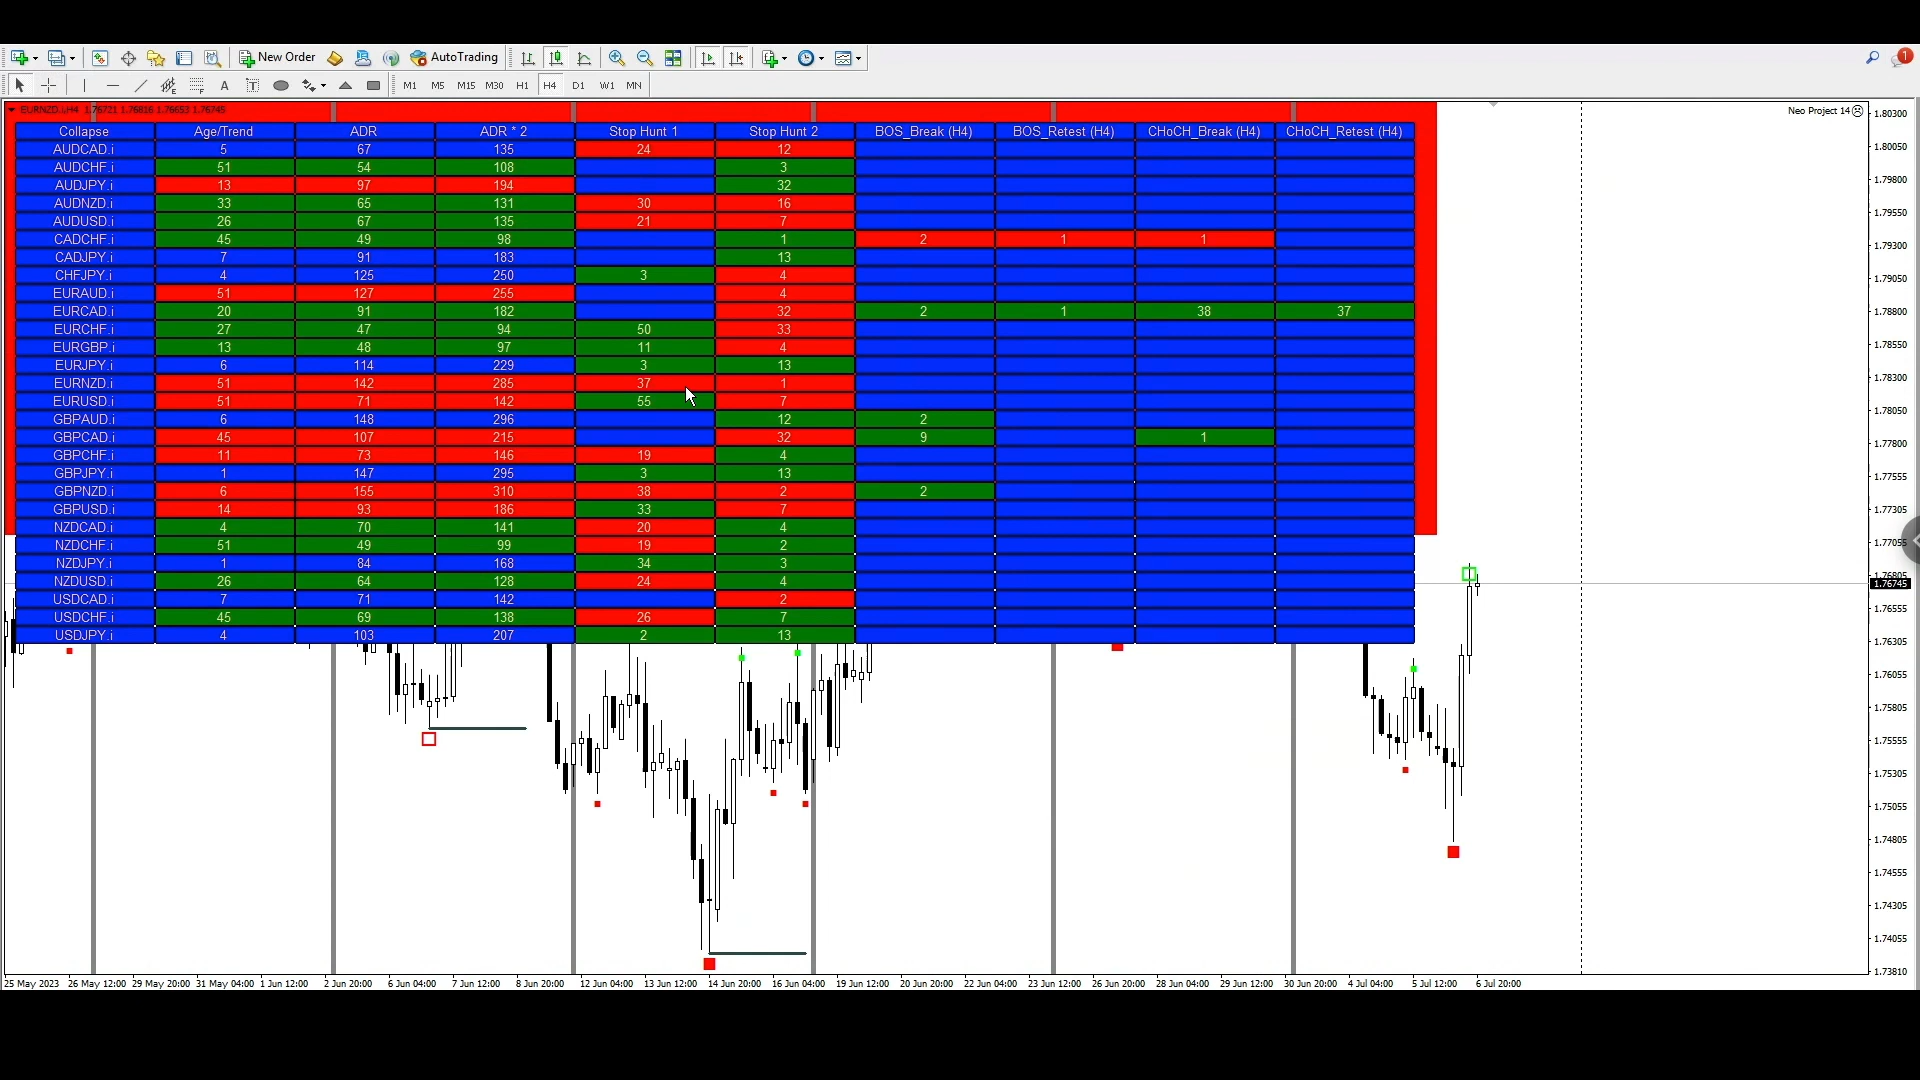 New Order AutoTrading 1
A T M1 M5 M15 M30 H1 H4 D1 W1 MN
EURNZD.i,H4 1.76721 1.76816 1.76653 1.76745
Neo Project 14
Collapse Age/Trend ADR ADR * 2 Stop Hunt 1 Stop Hunt 2 BOS_Break (H4) BOS_Retest (H4) CHoCH_Break (H4) CHoCH_Retest (H4)
AUDCAD.i 5 67 135 24 12
AUDCHF.i 51 54 108 3
AUDJPY.i 13 97 194 32
AUDNZD.i 33 65 131 30 16
AUDUSD.i 26 67 135 21 7
CADCHF.i 45 49 98 1 2 1 1
CADJPY.i 7 91 183 13
CHFJPY.i 4 125 250 3 4
EURAUD.i 51 127 255 4
EURCAD.i 20 91 182 32 2 1 38 37
EURCHF.i 27 47 94 50 33
EURGBP.i 13 48 97 11 4
EURJPY.i 6 114 229 3 13
EURNZD.i 51 142 285 37 1
EURUSD.i 51 71 142 55 7
GBPAUD.i 6 148 296 12 2
GBPCAD.i 45 107 215 32 9 1
GBPCHF.i 11 73 146 19 4
GBPJPY.i 1 147 295 3 13
GBPNZD.i 6 155 310 38 2 2
GBPUSD.i 14 93 186 33 7
NZDCAD.i 4 70 141 20 4
NZDCHF.i 51 49 99 19 2
NZDJPY.i 1 84 168 34 3
NZDUSD.i 26 64 128 24 4
USDCAD.i 7 71 142 2
USDCHF.i 45 69 138 26 7
USDJPY.i 4 103 207 2 13
1.80300
1.80050
1.79800
1.79550
1.79300
1.79050
1.78800
1.78550
1.78300
1.78050
1.77800
1.77555
1.77305
1.77055
1.76805
1.76745
1.76555
1.76305
1.76055
1.75805
1.75555
1.75305
1.75055
1.74805
1.74555
1.74305
1.74055
1.73810
25 May 2023 26 May 12:00 29 May 20:00 31 May 04:00 1 Jun 12:00 2 Jun 20:00 6 Jun 04:00 7 Jun 12:00 8 Jun 20:00 12 Jun 04:00 13 Jun 12:00 14 Jun 20:00 16 Jun 04:00 19 Jun 12:00 20 Jun 20:00 22 Jun 04:00 23 Jun 12:00 26 Jun 20:00 28 Jun 04:00 29 Jun 12:00 30 Jun 20:00 4 Jul 04:00 5 Jul 12:00 6 Jul 20:00